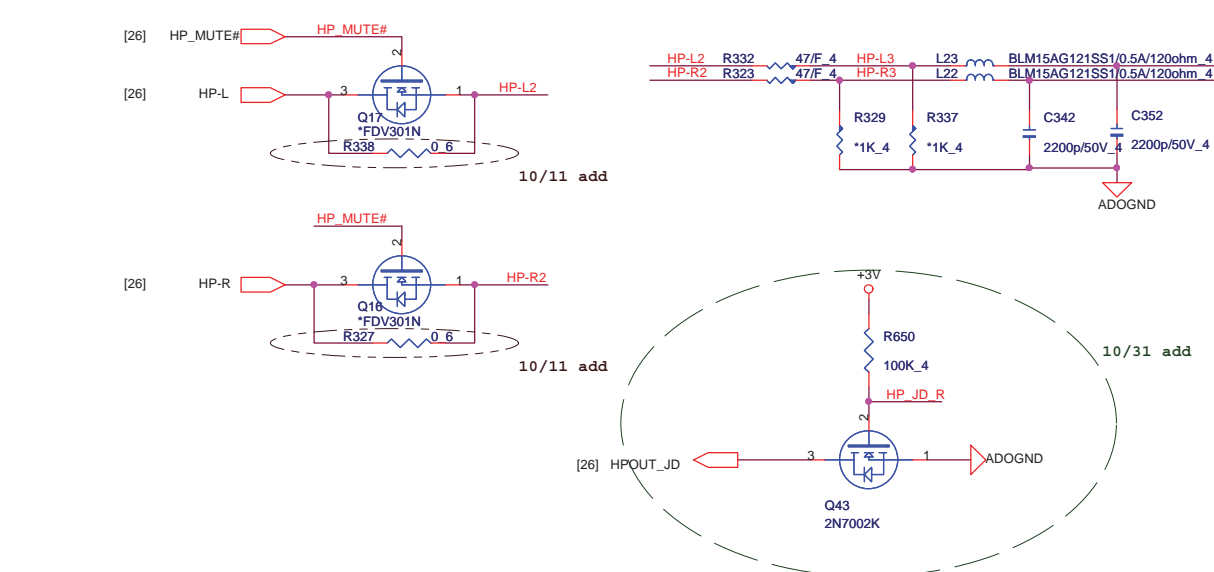 [26] HP_MUTE# HP_MUTE#
2
[26] HP-L 3 1 HP-L2
Q17
*FDV301N
R338 0_6
10/11 add
HP_MUTE#
2
[26] HP-R 3 1 HP-R2
Q16
*FDV301N
R327 0_6
10/11 add
HP-L2 R332 47/F_4 HP-L3 L23 BLM15AG121SS1/0.5A/120ohm_4
HP-R2 R323 47/F_4 HP-R3 L22 BLM15AG121SS1/0.5A/120ohm_4
R329 R337 C342 C352
*1K_4 *1K_4 2200p/50V_4 2200p/50V_4
ADOGND
+3V
R650
100K_4
10/31 add
HP_JD_R
2
[26] HPOUT_JD 3 1 ADOGND
Q43
2N7002K